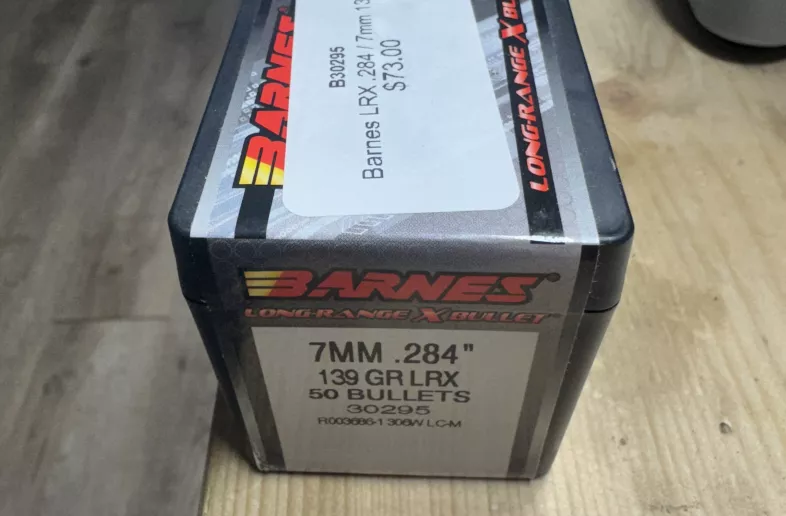 BARNES
B30295
Barnes LRX .284 / 7mm 13
$73.00
LONG-RANGE X BULLET
BARNES®
LONG-RANGE X BULLET™
7MM .284"
139 GR LRX
50 BULLETS
30295